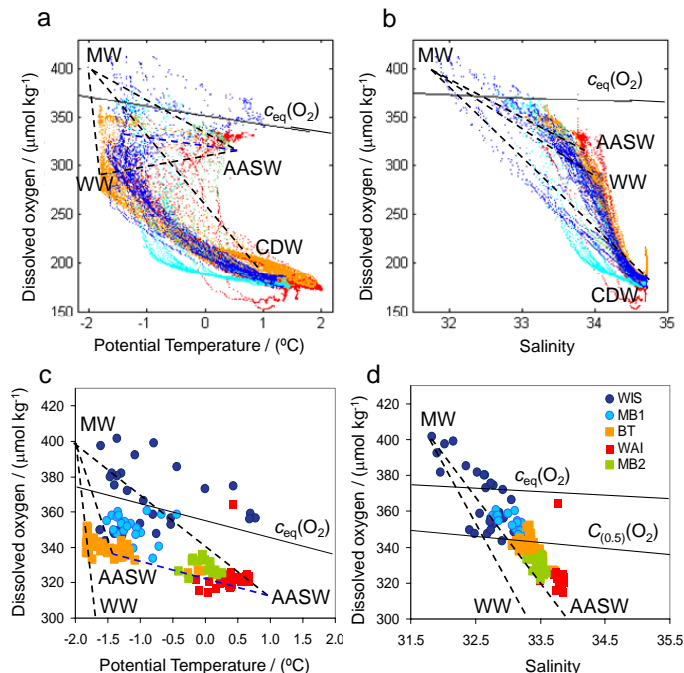 a
Dissolved oxygen / (μmol kg⁻¹)
400
350
300
250
200
150
MW
c_eq(O₂)
AASW
WW
CDW
-2
-1
0
1
2
Potential Temperature / (ºC)
b
Dissolved oxygen / (μmol kg⁻¹)
400
350
300
250
200
150
MW
c_eq(O₂)
AASW
WW
CDW
32
33
34
35
Salinity
c
Dissolved oxygen / (μmol kg⁻¹)
420
400
380
360
340
320
300
MW
c_eq(O₂)
AASW
WW
AASW
-2.0 -1.5 -1.0 -0.5 0.0 0.5 1.0 1.5 2.0
Potential Temperature / (ºC)
d
Dissolved oxygen / (μmol kg⁻¹)
420
400
380
360
340
320
300
MW
WIS
MB1
BT
WAI
MB2
c_eq(O₂)
C_(0.5)(O₂)
WW
AASW
31.5 32.5 33.5 34.5 35.5
Salinity